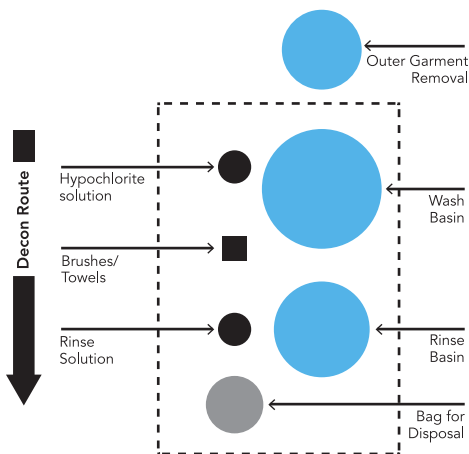 Outer Garment
Removal
Decon Route
Hypochlorite
solution
Wash
Basin
Brushes/
Towels
Rinse
Solution
Rinse
Basin
Bag for
Disposal